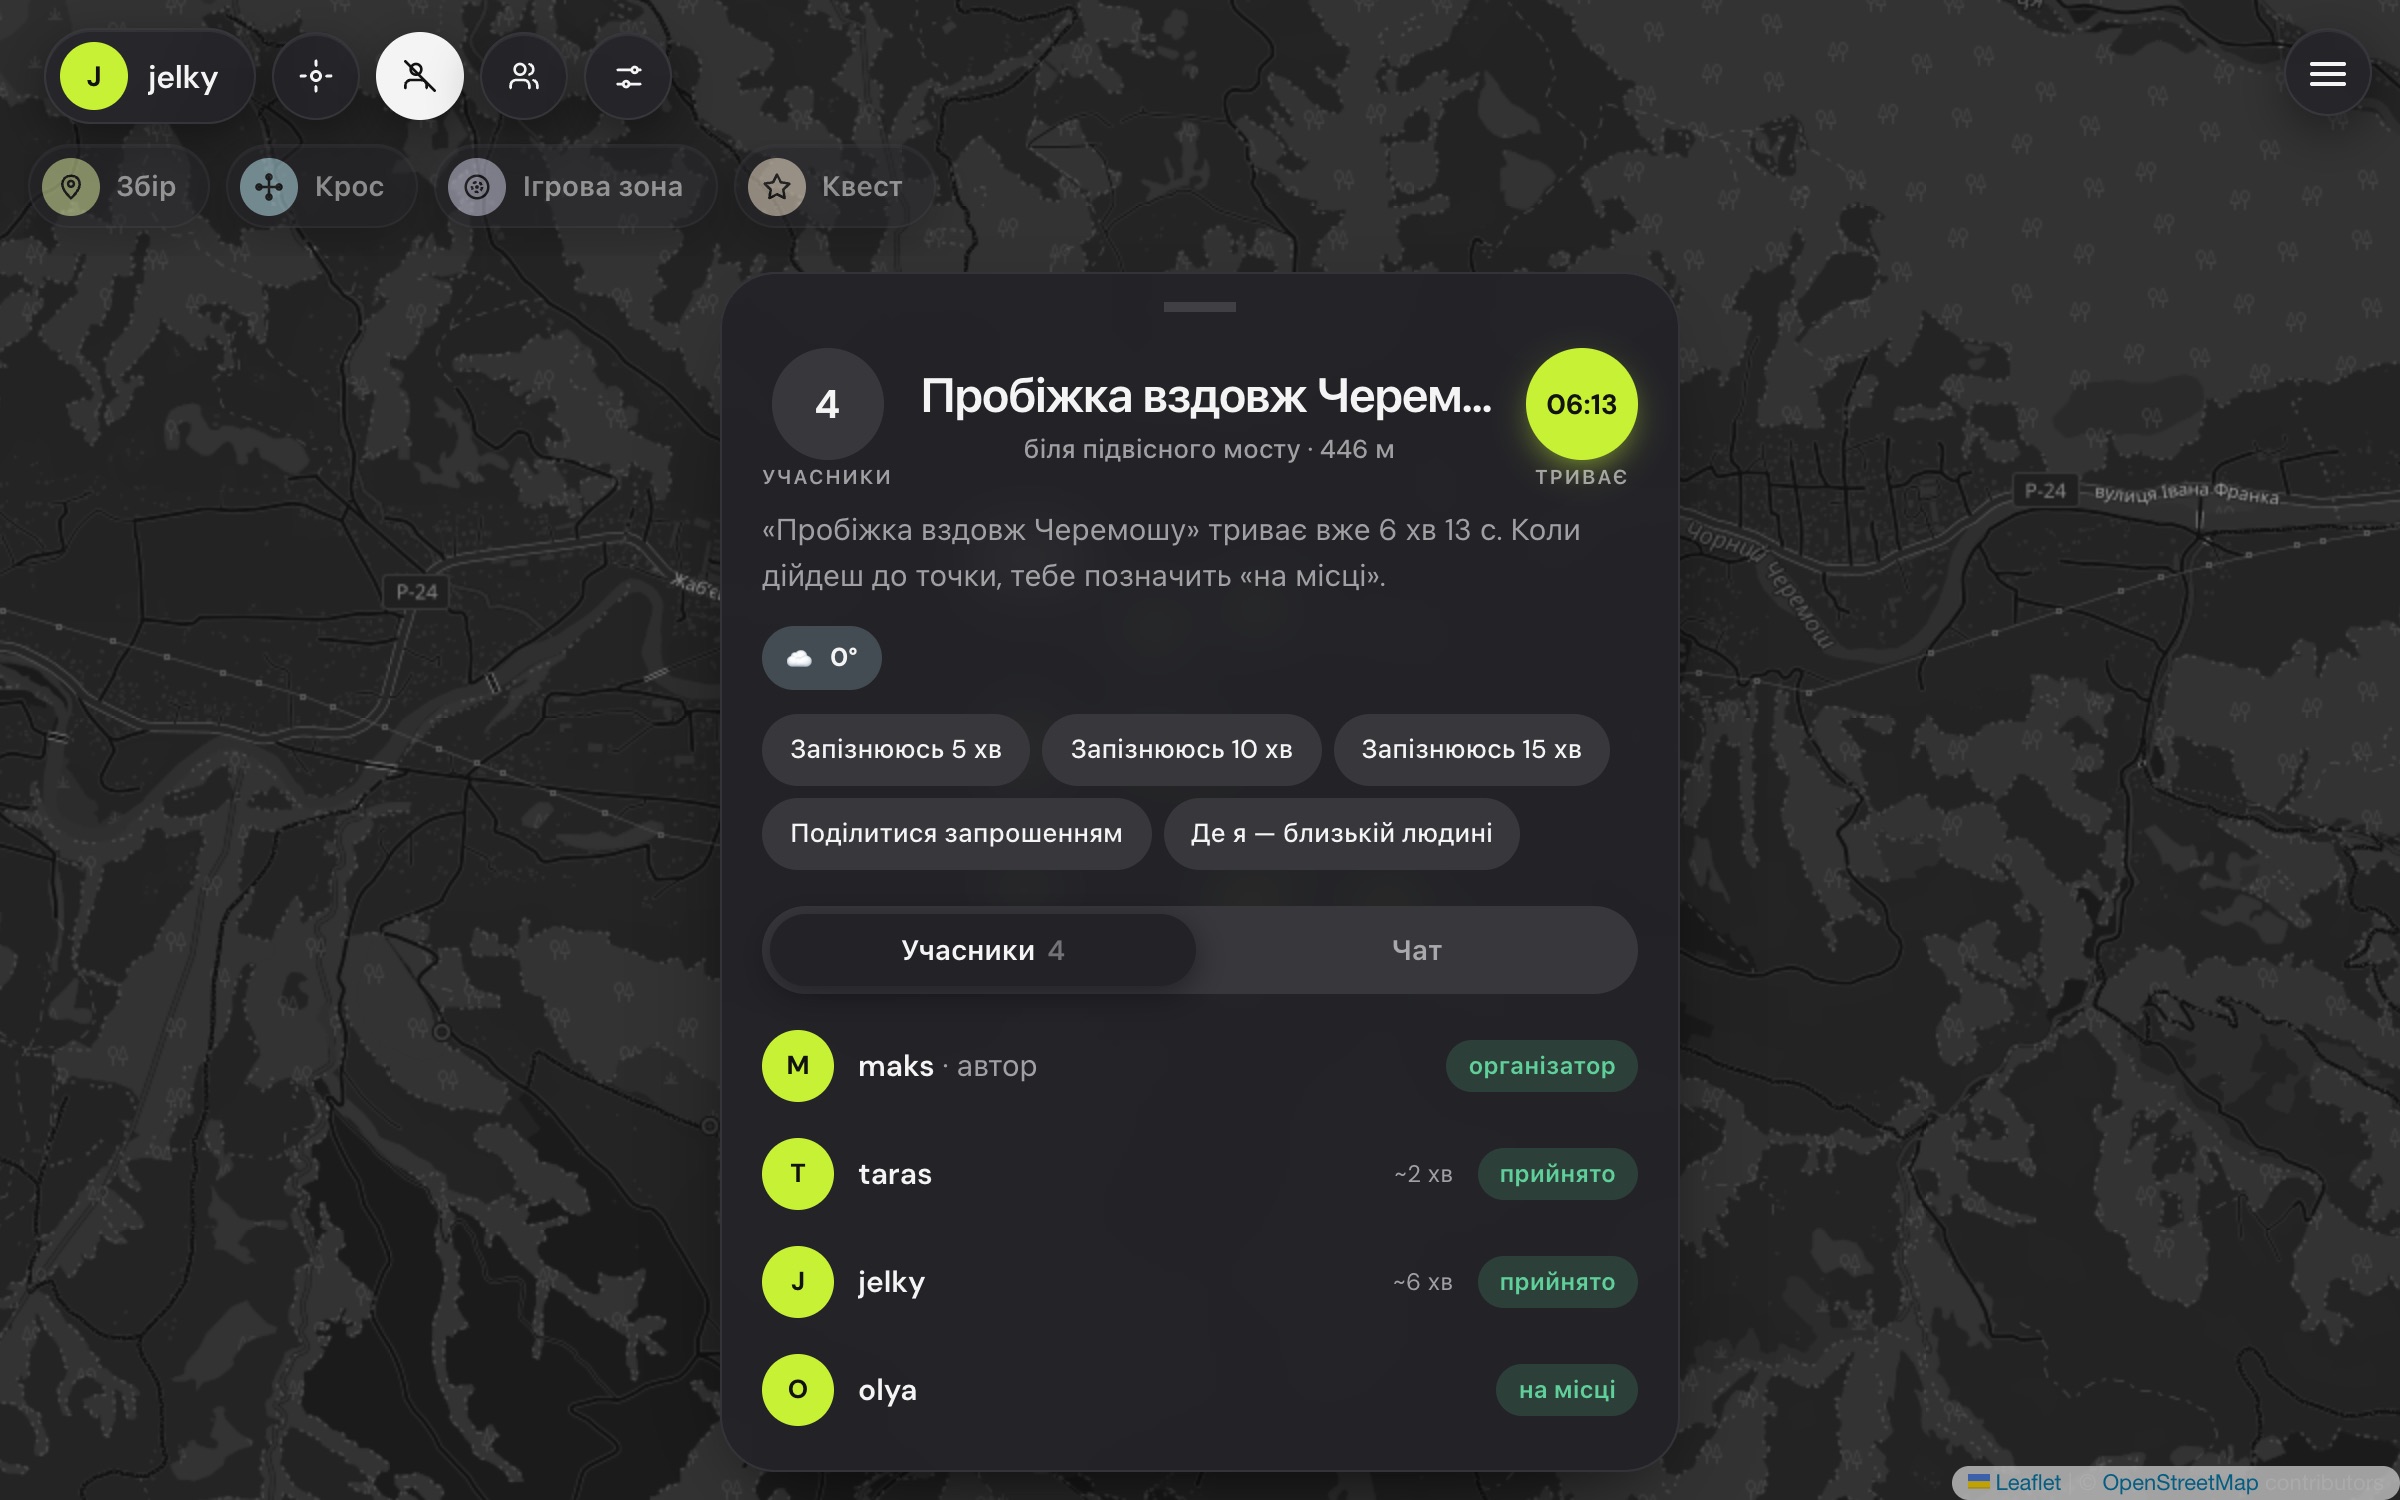 J jelky
Збір
Крос
Ігрова зона
Квест
4
УЧАСНИКИ
Пробіжка вздовж Черем...
біля підвісного мосту · 446 м
06:13
ТРИВАЄ
«Пробіжка вздовж Черемошу» триває вже 6 хв 13 с. Коли
дійдеш до точки, тебе позначить «на місці».
0°
Запізнююсь 5 хв
Запізнююсь 10 хв
Запізнююсь 15 хв
Поділитися запрошенням
Де я — близькій людині
Учасники 4
Чат
M maks · автор
організатор
T taras
~2 хв прийнято
J jelky
~6 хв прийнято
O olya
на місці
P-24
P-24
вулиця Івана Франка
Чорний Черемош
Leaflet | © OpenStreetMap contributors